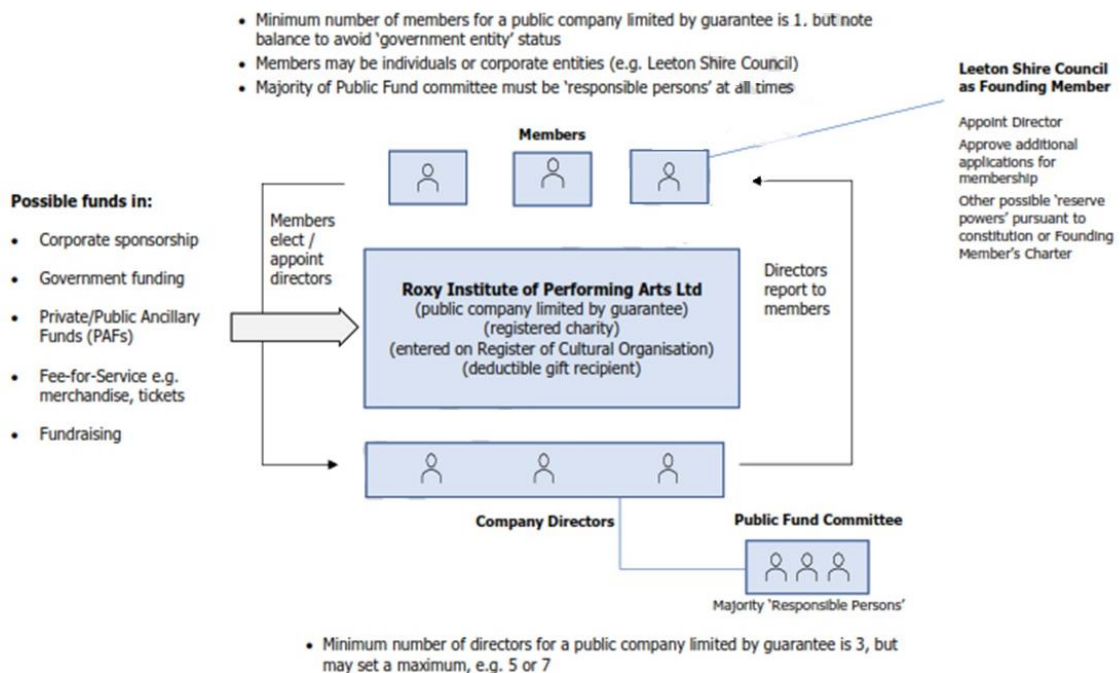 • Minimum number of members for a public company limited by guarantee is 1. but note
balance to avoid 'government entity' status
• Members may be individuals or corporate entities (e.g. Leeton Shire Council)
• Majority of Public Fund committee must be 'responsible persons' at all times
Leeton Shire Council
as Founding Member
Appoint Director
Approve additional
applications for
membership
Other possible 'reserve
powers' pursuant to
constitution or Founding
Member's Charter
Members
Possible funds in:
• Corporate sponsorship
• Government funding
• Private/Public Ancillary
Funds (PAFs)
• Fee-for-Service e.g.
merchandise, tickets
• Fundraising
Members
elect /
appoint
directors
Roxy Institute of Performing Arts Ltd
(public company limited by guarantee)
(registered charity)
(entered on Register of Cultural Organisation)
(deductible gift recipient)
Directors
report to
members
Company Directors
Public Fund Committee
Majority 'Responsible Persons'
• Minimum number of directors for a public company limited by guarantee is 3, but
may set a maximum, e.g. 5 or 7